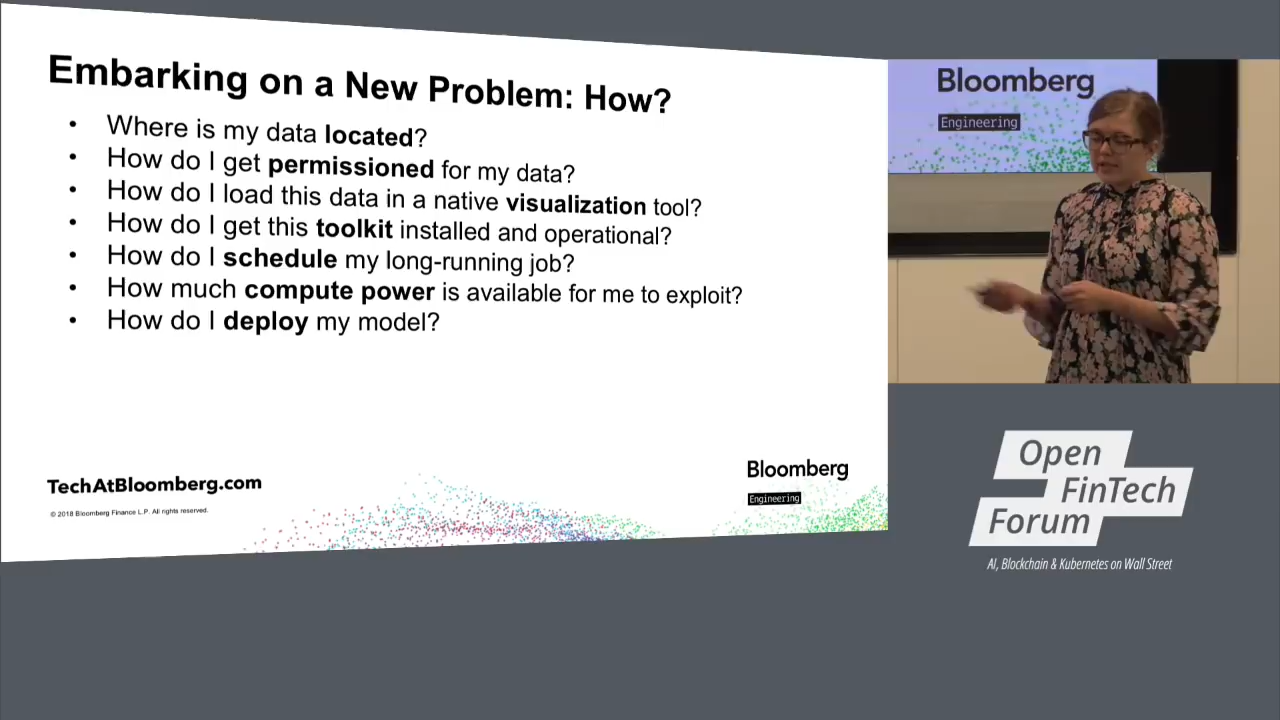 Embarking on a New Problem: How?
• Where is my data located?
• How do I get permissioned for my data?
• How do I load this data in a native visualization tool?
• How do I get this toolkit installed and operational?
• How do I schedule my long-running job?
• How much compute power is available for me to exploit?
• How do I deploy my model?
TechAtBloomberg.com
© 2018 Bloomberg Finance L.P. All rights reserved.
Bloomberg
Engineering
Bloomberg
Engineering
Open
FinTech
Forum
AI, Blockchain & Kubernetes on Wall Street